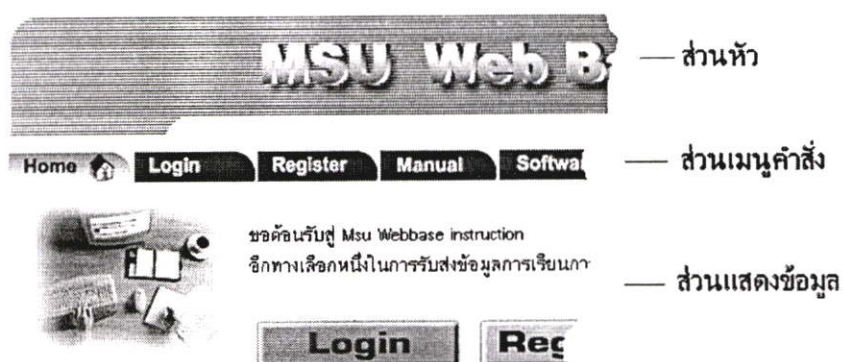 MSU Web B
ส่วนหัว
Home Login Register Manual Softwa
ส่วนเมนูคำสั่ง
ขอต้อนรับสู่ Msu Webbase instruction
อีกทางเลือกหนึ่งในการรับส่งข้อมูลการเรียนกา
ส่วนแสดงข้อมูล
Login Reg